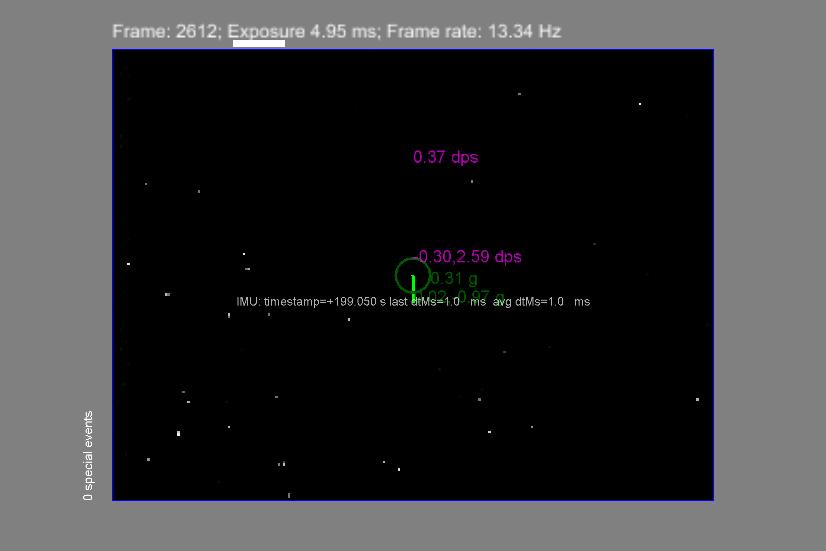 Frame: 2612; Exposure 4.95 ms; Frame rate: 13.34 Hz
0.37 dps
-0.30,2.59 dps
0.31 g
0.97 g
IMU: timestamp=+199.050 s last dtMs=1.0 ms avg dtMs=1.0 ms
0 special events